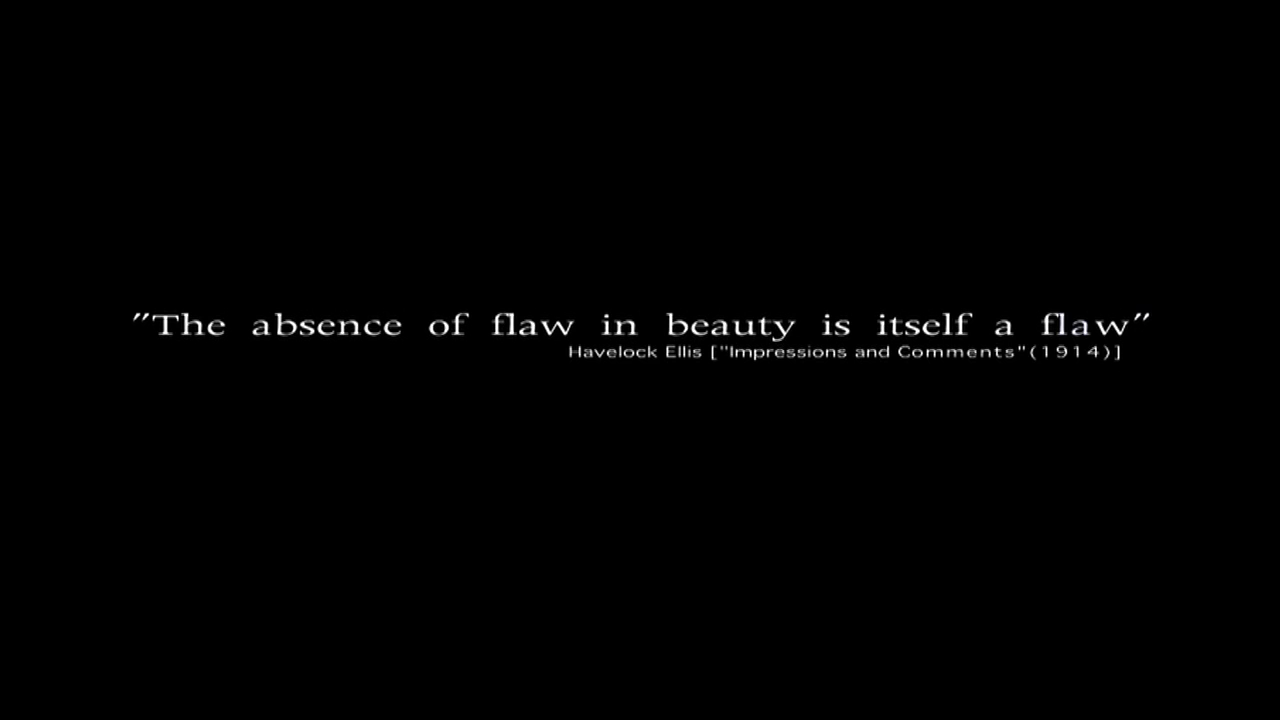 "The absence of flaw in beauty is itself a flaw"
Havelock Ellis ["Impressions and Comments"(1914)]